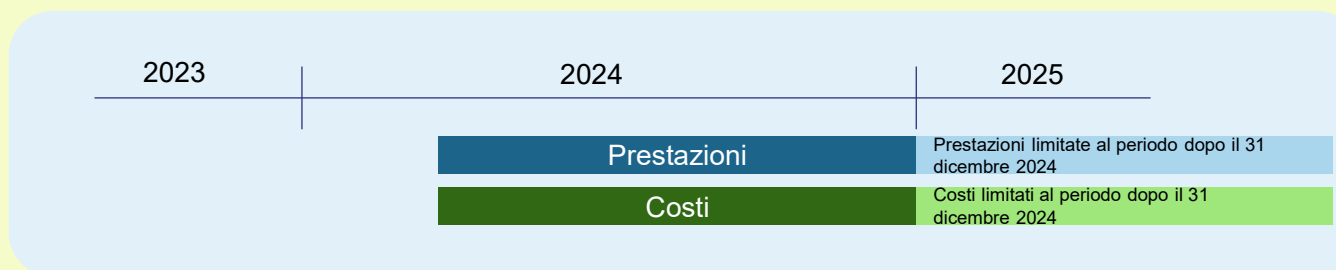 2023
2024
2025
Prestazioni
Prestazioni limitate al periodo dopo il 31
dicembre 2024
Costi
Costi limitati al periodo dopo il 31
dicembre 2024